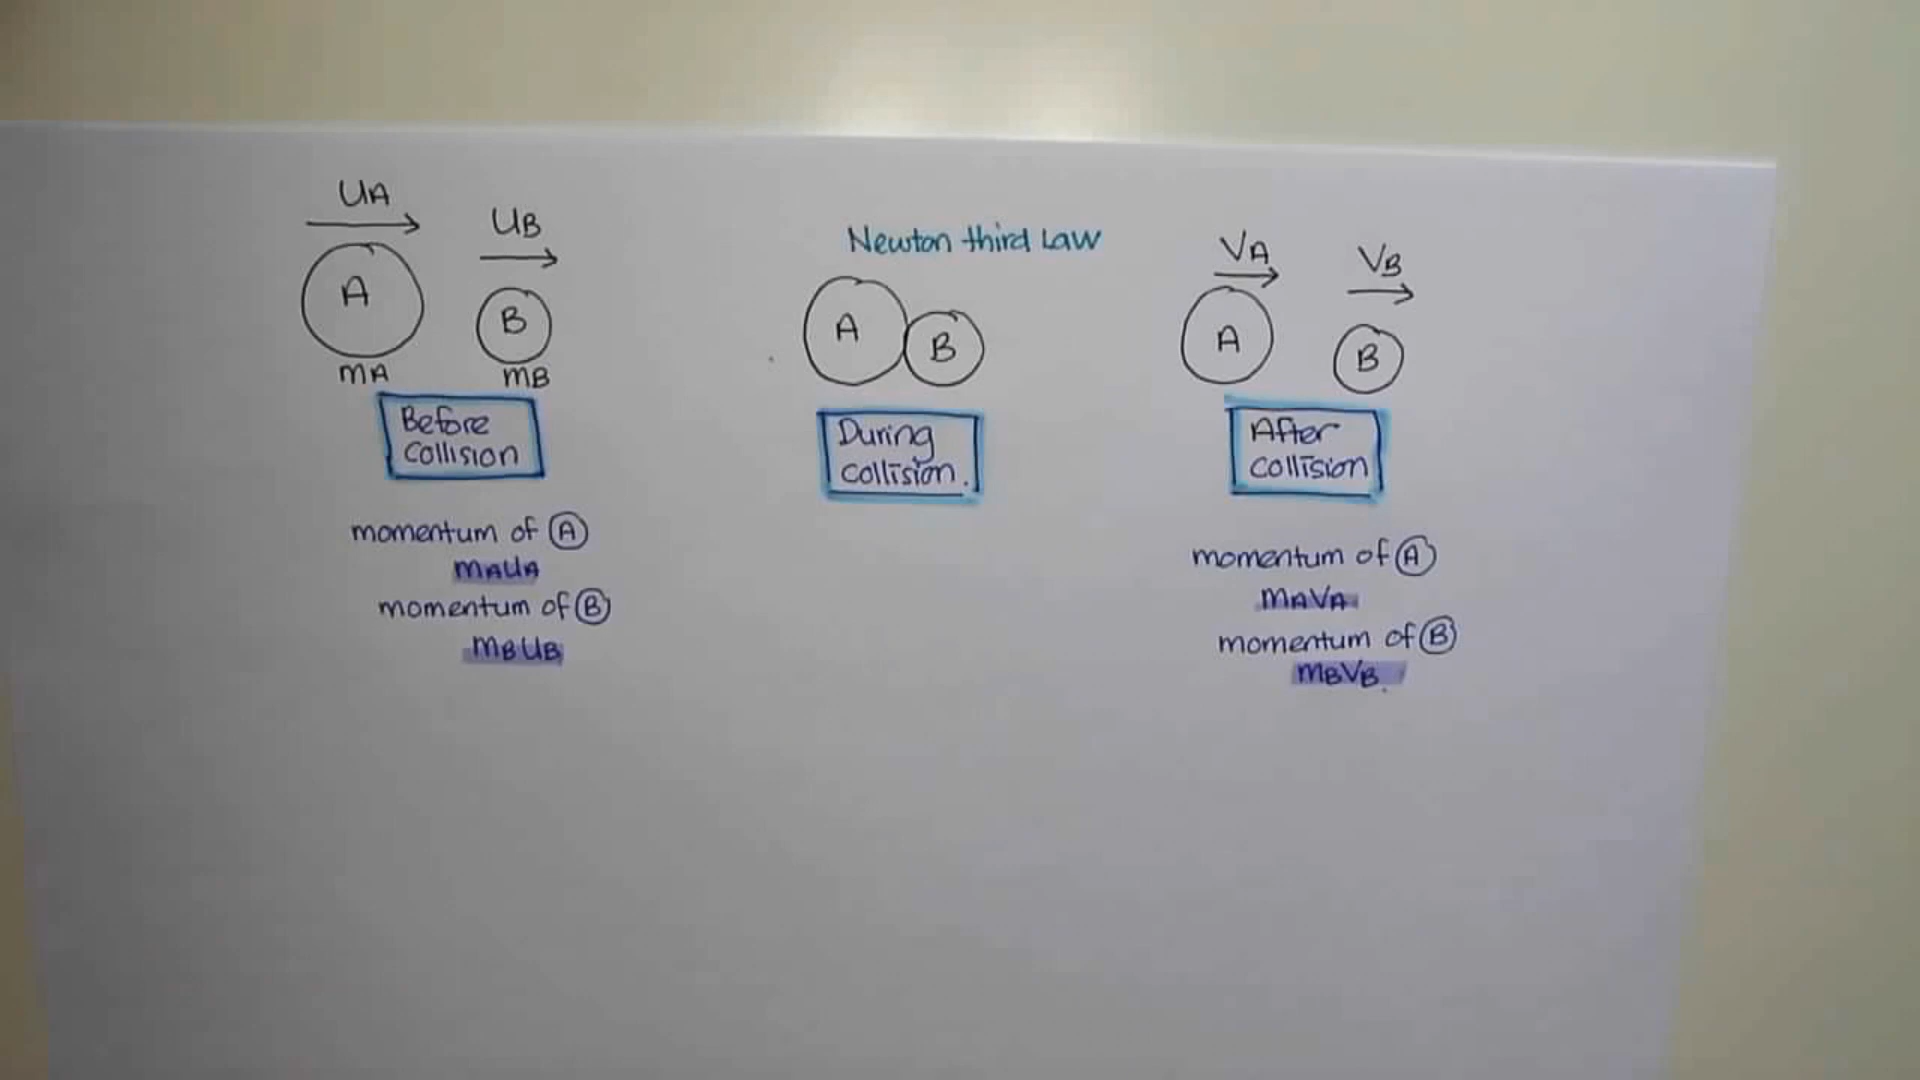 UA
UB
A
B
mA
mB
Before
collision
momentum of A
mAUA
momentum of B
mBUB
Newton third Law
A
B
During
collision.
VA
VB
A
B
After
collision
momentum of A
mAVA
momentum of B
mBVB